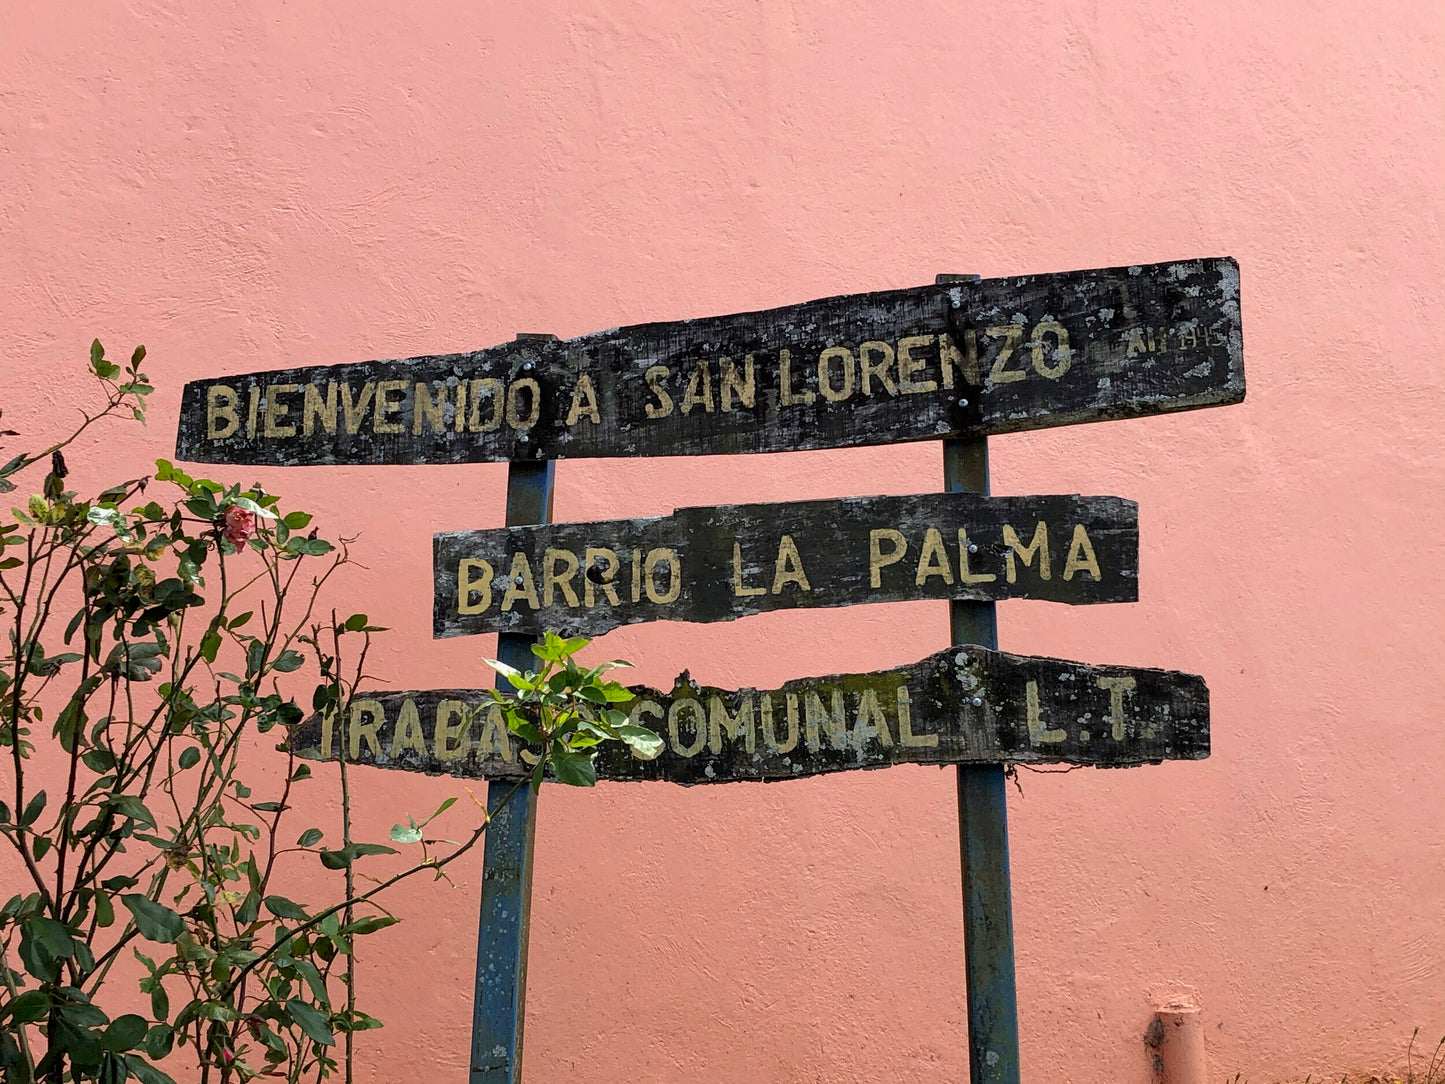 BIENVENIDO A SAN LORENZO
BARRIO LA PALMA
COMUNAL L.T.